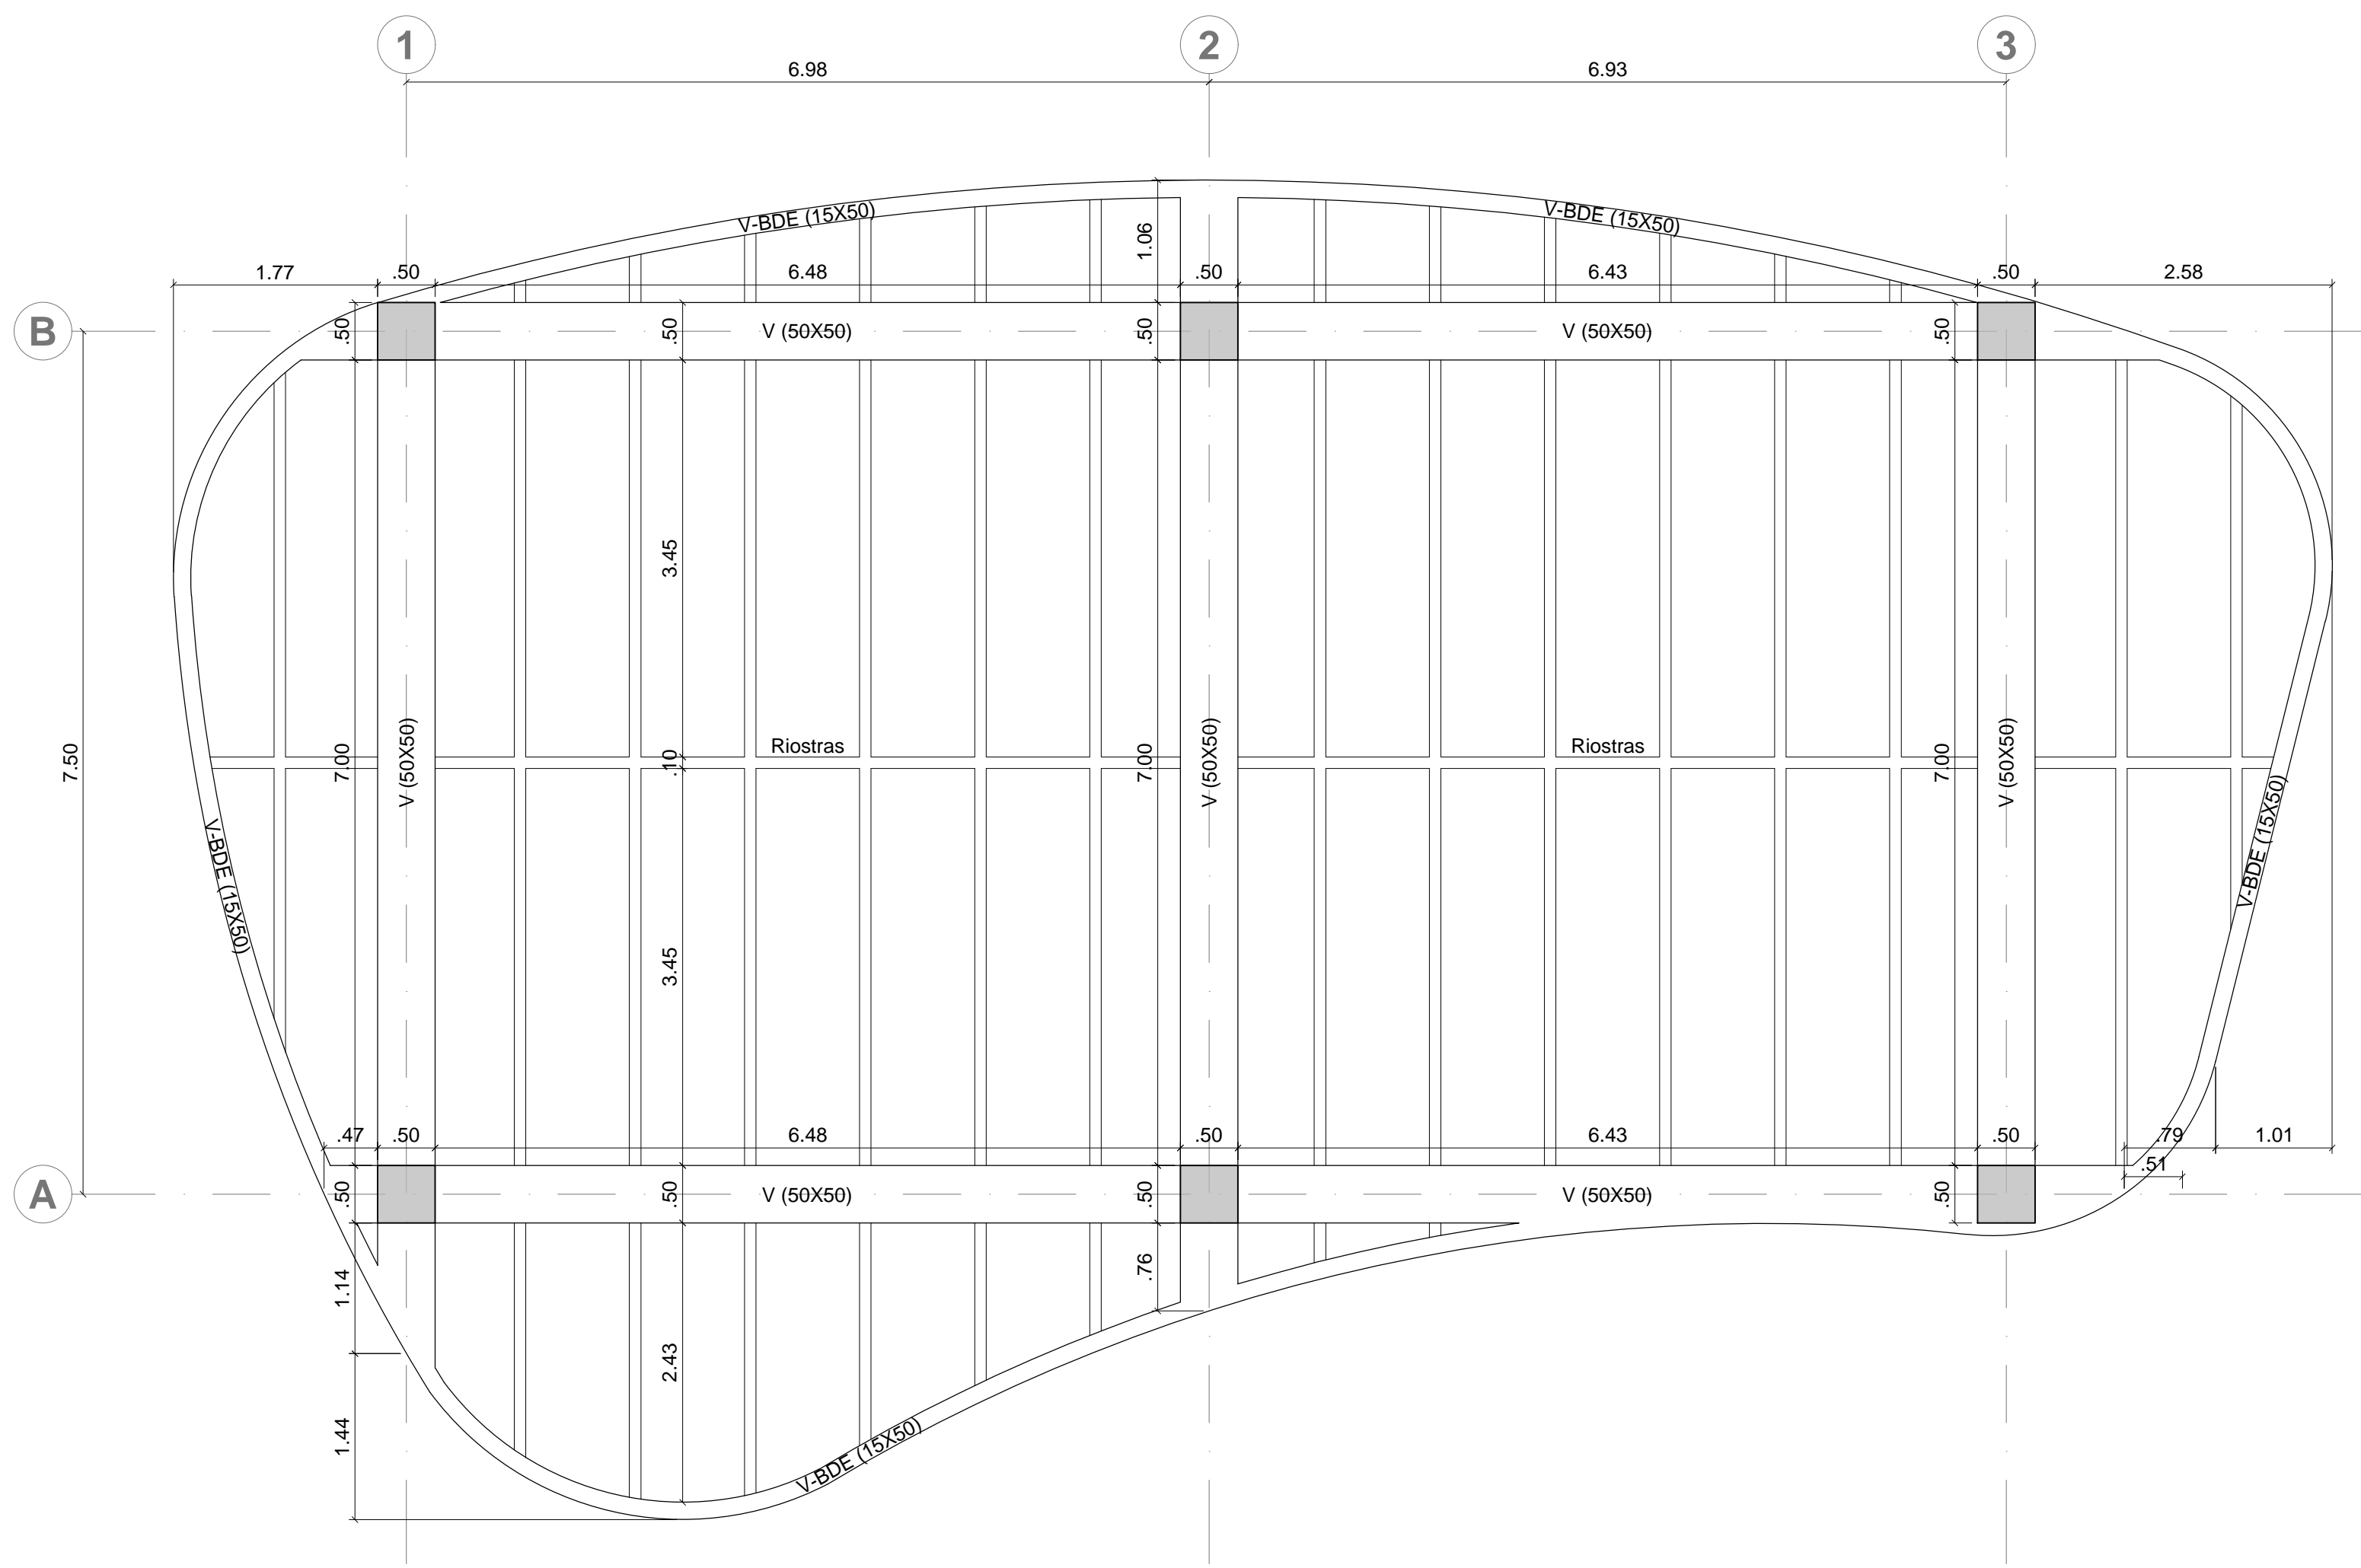 1
2
3
6.98
6.93
V-BDE (15X50)
V-BDE (15X50)
1.06
1.77
.50
6.48
.50
6.43
.50
2.58
B
.50
.50
V (50X50)
.50
V (50X50)
.50
3.45
7.50
7.00
V (50X50)
.10
Riostras
7.00
V (50X50)
Riostras
7.00
V (50X50)
V-BDE (15X50)
V-BDE (15X50)
3.45
.47
.50
6.48
.50
6.43
.50
.79
1.01
.51
A
.50
.50
V (50X50)
.50
V (50X50)
.50
1.14
.76
2.43
1.44
V-BDE (15X50)